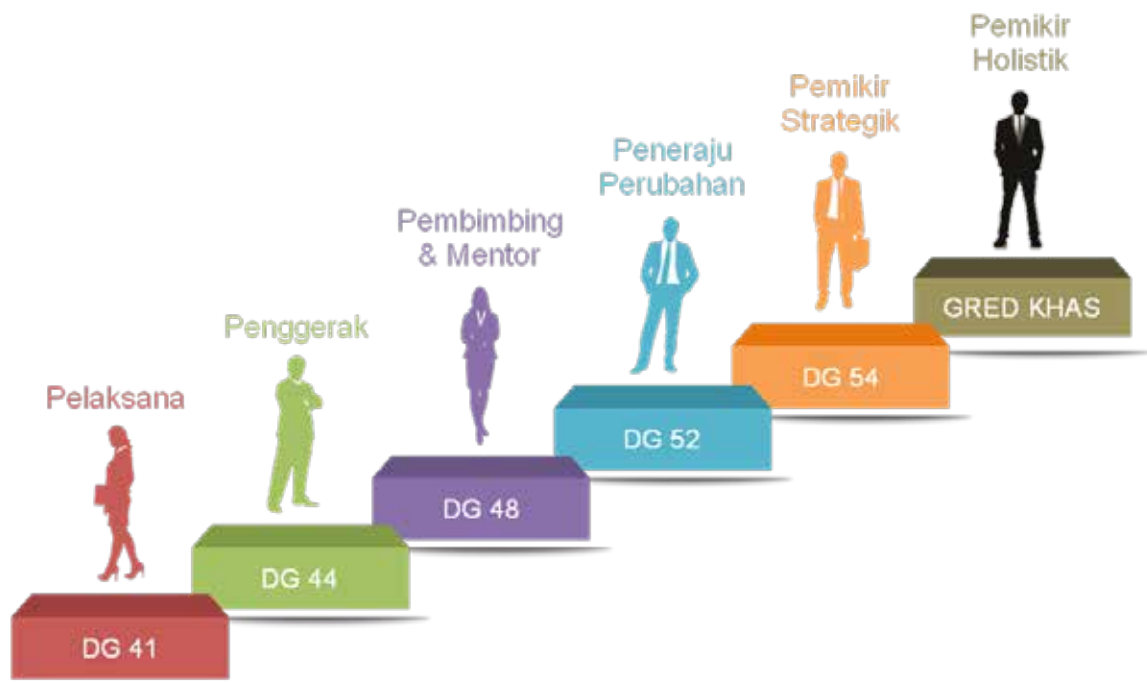 Pemikir
Holistik
Pemikir
Strategik
Peneraju
Perubahan
Pembimbing
& Mentor
Penggerak
Pelaksana
GRED KHAS
DG 54
DG 52
DG 48
DG 44
DG 41